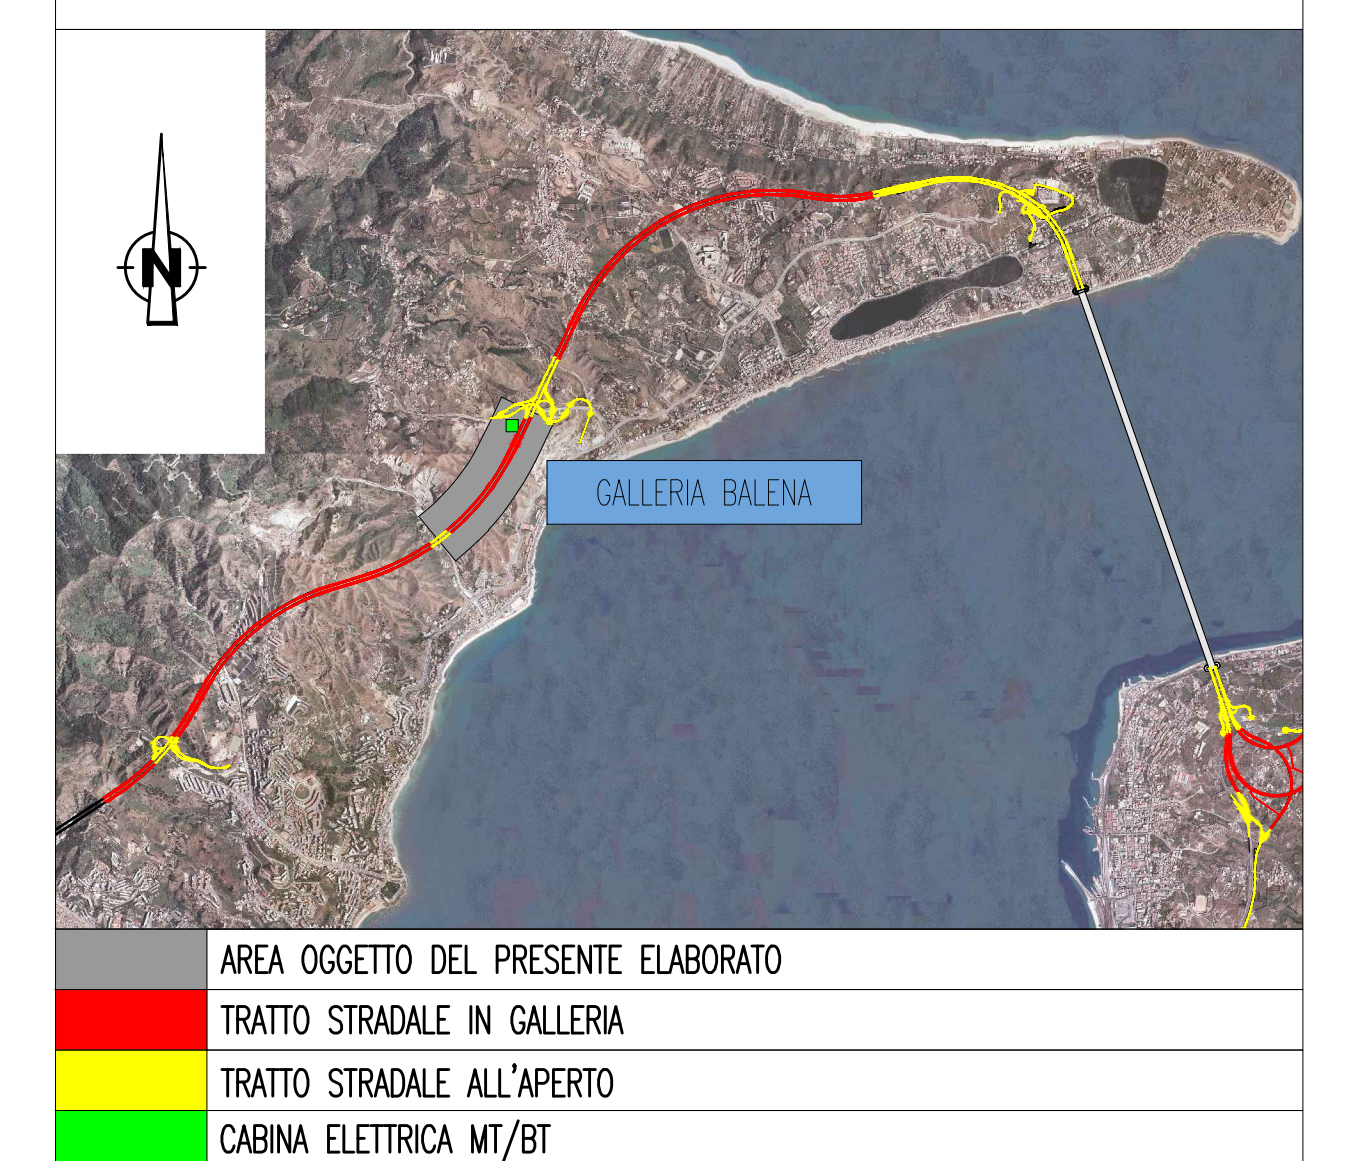 N
GALLERIA BALENA
AREA OGGETTO DEL PRESENTE ELABORATO
TRATTO STRADALE IN GALLERIA
TRATTO STRADALE ALL'APERTO
CABINA ELETTRICA MT/BT